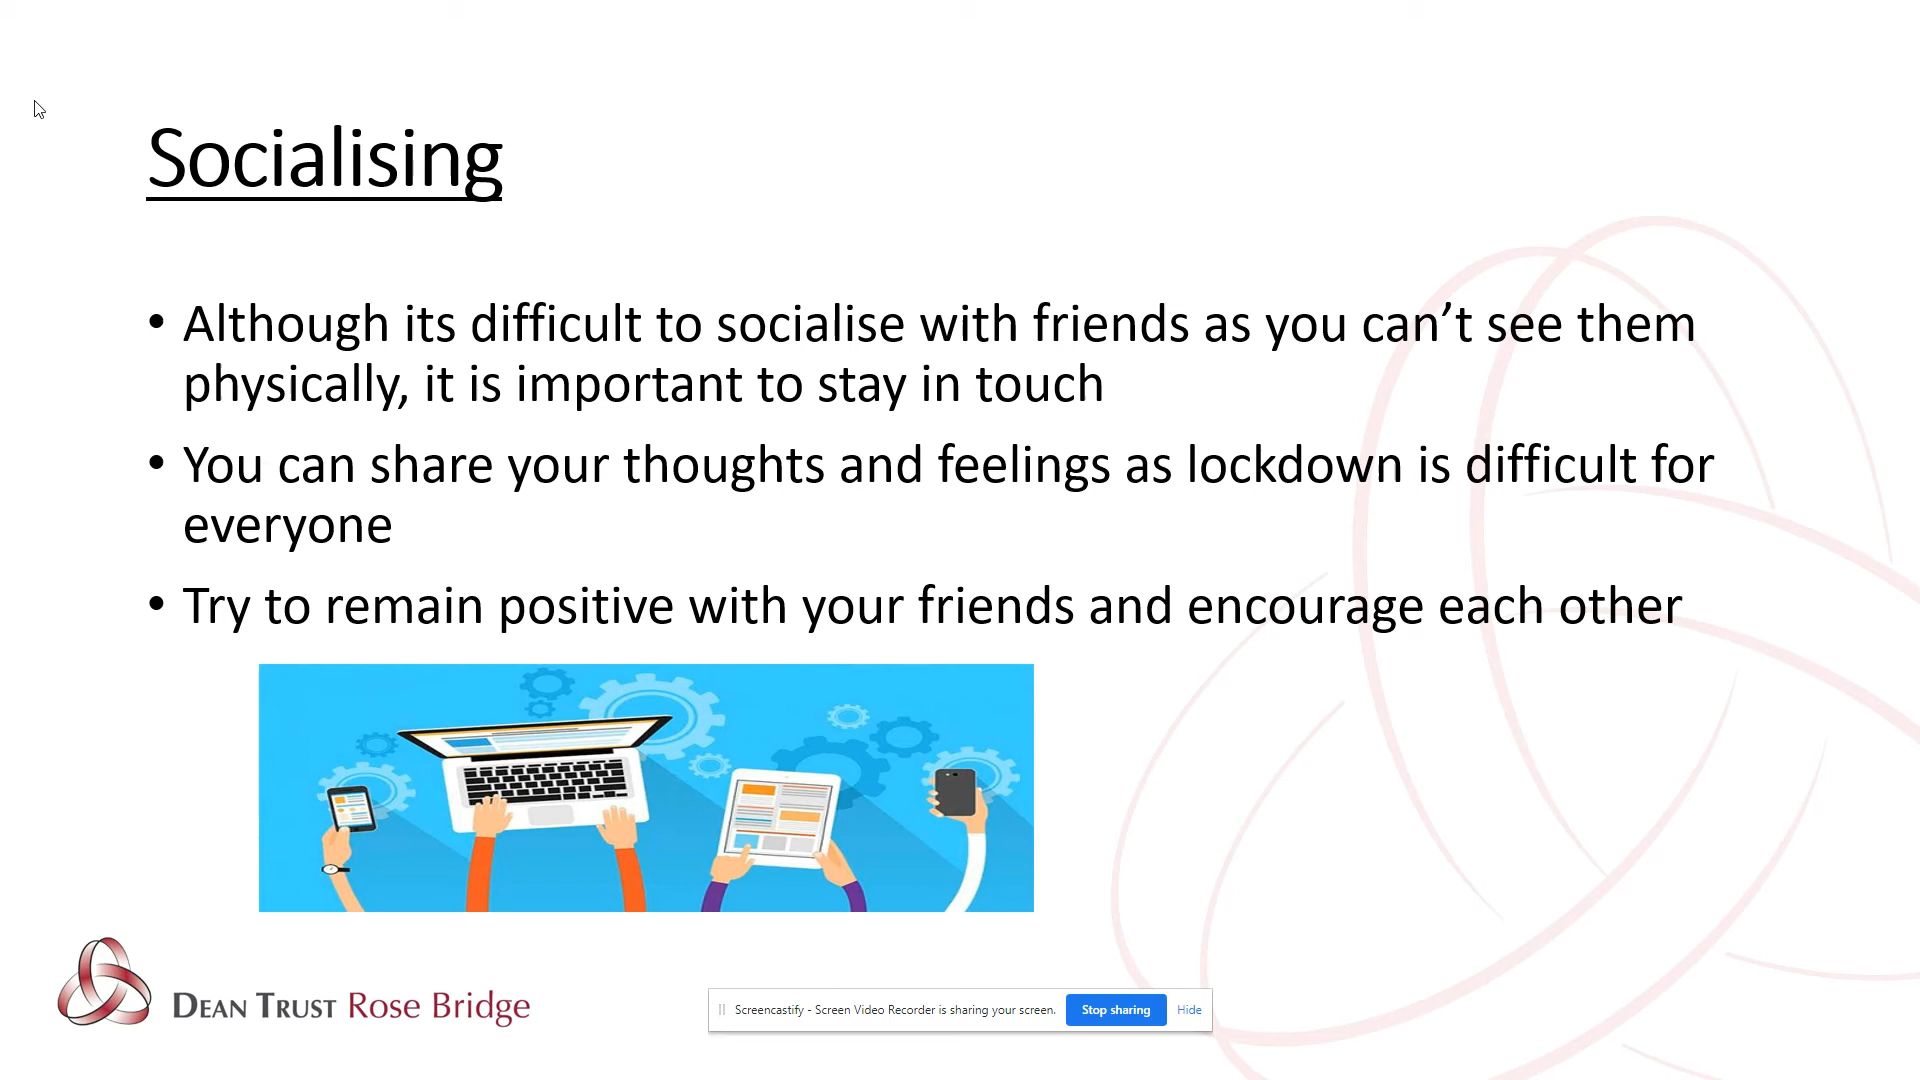 Socialising
• Although its difficult to socialise with friends as you can’t see them
physically, it is important to stay in touch
• You can share your thoughts and feelings as lockdown is difficult for
everyone
• Try to remain positive with your friends and encourage each other
DEAN TRUST Rose Bridge
Screencastify - Screen Video Recorder is sharing your screen. Stop sharing Hide